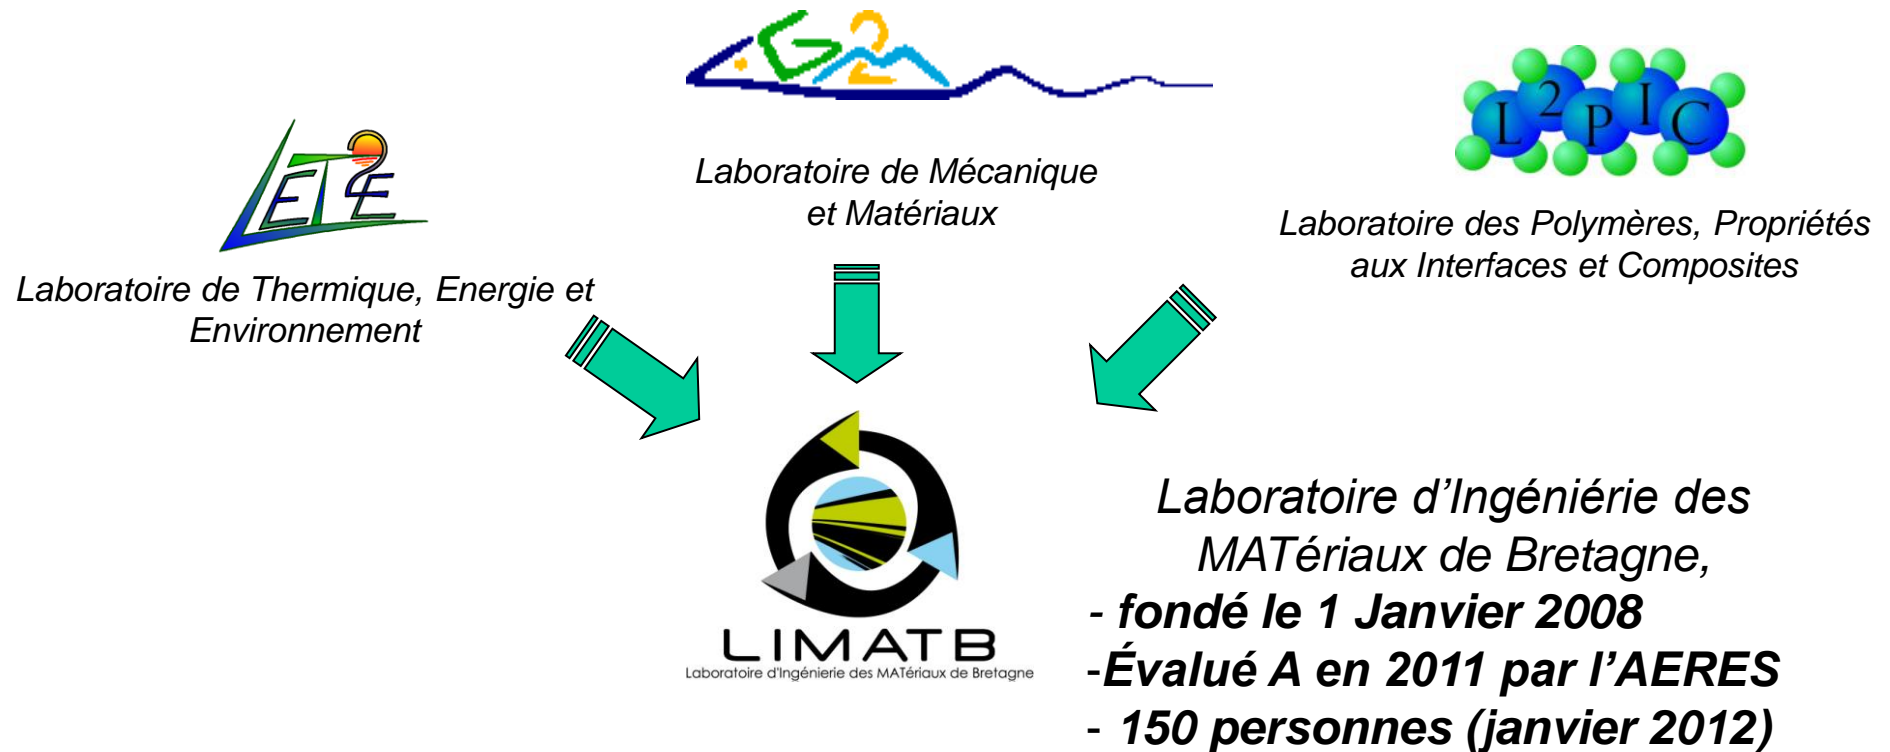 LG2M
L2PIC
LET2E
Laboratoire de Mécanique
et Matériaux
Laboratoire des Polymères, Propriétés
aux Interfaces et Composites
Laboratoire de Thermique, Energie et
Environnement
LIMATB
Laboratoire d'Ingénierie des MATériaux de Bretagne
Laboratoire d’Ingéniérie des
MATériaux de Bretagne,
- fondé le 1 Janvier 2008
-Évalué A en 2011 par l’AERES
- 150 personnes (janvier 2012)